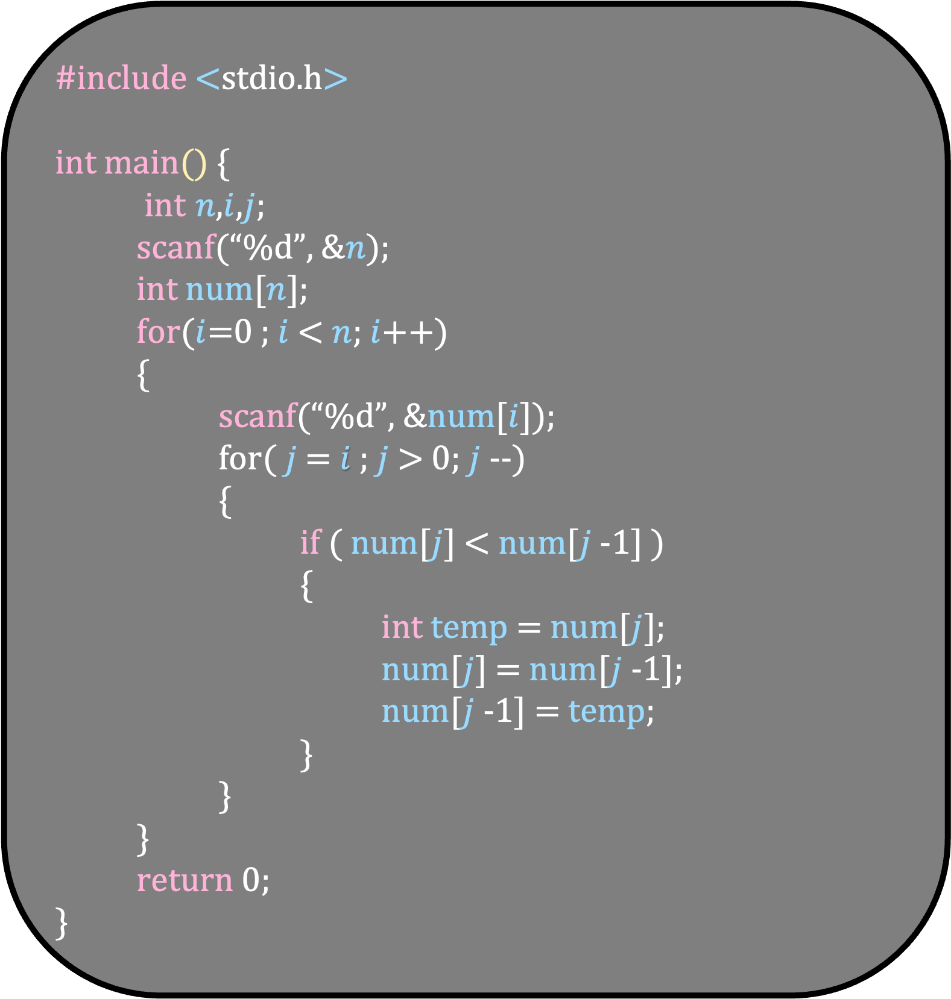 #include <stdio.h>
int main() {
int n,i,j;
scanf(“%d”, &n);
int num[n];
for(i=0 ; i < n; i++)
{
scanf(“%d”, &num[i]);
for( j = i ; j > 0; j --)
{
if ( num[j] < num[j -1] )
{
int temp = num[j];
num[j] = num[j -1];
num[j -1] = temp;
}
}
}
return 0;
}